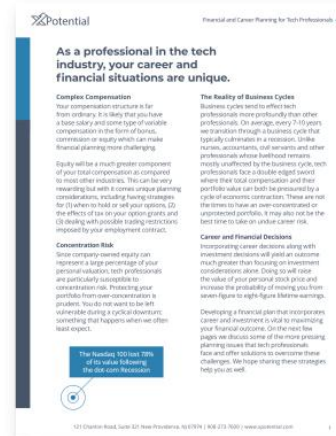 XPotential
Financial and Career Planning for Tech Professionals
As a professional in the tech
industry, your career and
financial situations are unique.
Complex Compensation
Your compensation structure is far
from ordinary. It is likely that you have
a base salary and some type of variable
compensation in the form of bonus,
commission or equity which can make
financial planning more challenging.
Equity will be a much greater component
of your total compensation as compared
to most other industries. This can be very
rewarding but with it comes unique planning
considerations, including having strategies
for (1) when to hold or sell your options, (2)
the effects of tax on your option grants and
(3) dealing with possible trading restrictions
imposed by your employment contract.
Concentration Risk
Since company-owned equity can
represent a large percentage of your
personal valuation, tech professionals
are particularly susceptible to
concentration risk. Protecting your
portfolio from over-concentration is
prudent. You do not want to be left
vulnerable during a cyclical downturn;
something that happens when we often
least expect.
The Nasdaq 100 lost 78%
of its value following
the dot-com Recession
The Reality of Business Cycles
Business cycles tend to effect tech
professionals more profoundly than other
professionals. On average, every 7-10 years
we transition through a business cycle that
typically culminates in a recession. Unlike
nurses, accountants, civil servants and other
professionals whose livelihood remains
mostly unaffected by the business cycle, tech
professionals face a double-edged sword
where their total compensation and their
portfolio value can both be pressured by a
cycle of economic contraction. These are not
the times to have an over-concentrated or
unprotected portfolio. It may also not be the
best time to take on undue career risk.
Career and Financial Decisions
Incorporating career decisions along with
investment decisions will yield an outcome
much greater than focusing on investment
considerations alone. Doing so will raise
the value of your personal stock price and
increase the probability of moving you from
seven-figure to eight-figure lifetime earnings.
Developing a financial plan that incorporates
career and investment is vital to maximizing
your financial outcome. On the next few
pages we discuss some of the more pressing
planning issues that tech professionals
face and offer solutions to overcome these
challenges. We hope sharing these strategies
help you as well.
121 Chanlon Road, Suite 321 New Providence, NJ 07974 | 908-273-7600 | www.xpotential.com